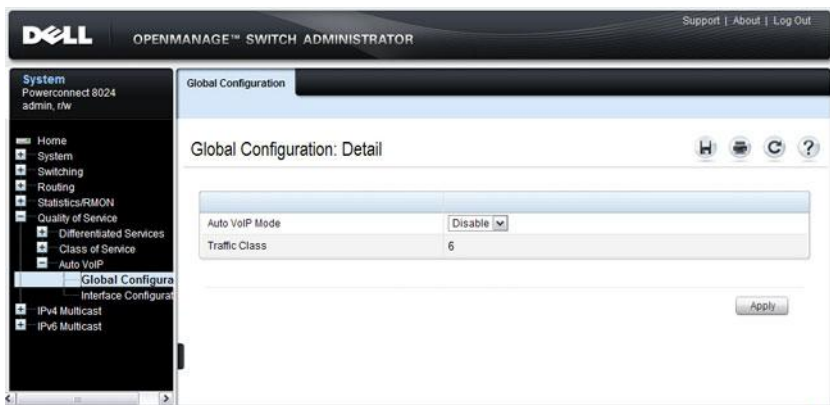 Support | About | Log Out
DELL OPENMANAGE™ SWITCH ADMINISTRATOR
System
Powerconnect 8024
admin, r/w
Global Configuration
Home
System
Switching
Routing
Statistics/RMON
Quality of Service
Differentiated Services
Class of Service
Auto VoIP
Global Configura
Interface Configurat
IPv4 Multicast
IPv6 Multicast
Global Configuration: Detail
Auto VoIP Mode Disable
Traffic Class 6
Apply